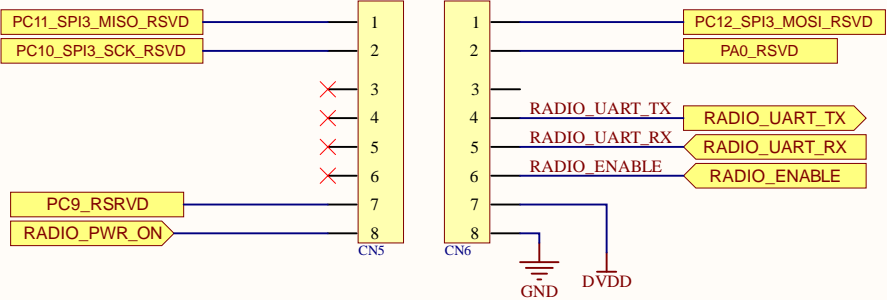 PC11_SPI3_MISO_RSVD 1 1 PC12_SPI3_MOSI_RSVD
PC10_SPI3_SCK_RSVD 2 2 PA0_RSVD
3 3
4 4 RADIO_UART_TX RADIO_UART_TX
5 5 RADIO_UART_RX RADIO_UART_RX
6 6 RADIO_ENABLE RADIO_ENABLE
PC9_RSRVD 7 7
RADIO_PWR_ON 8 8
CN5 CN6
GND DVDD